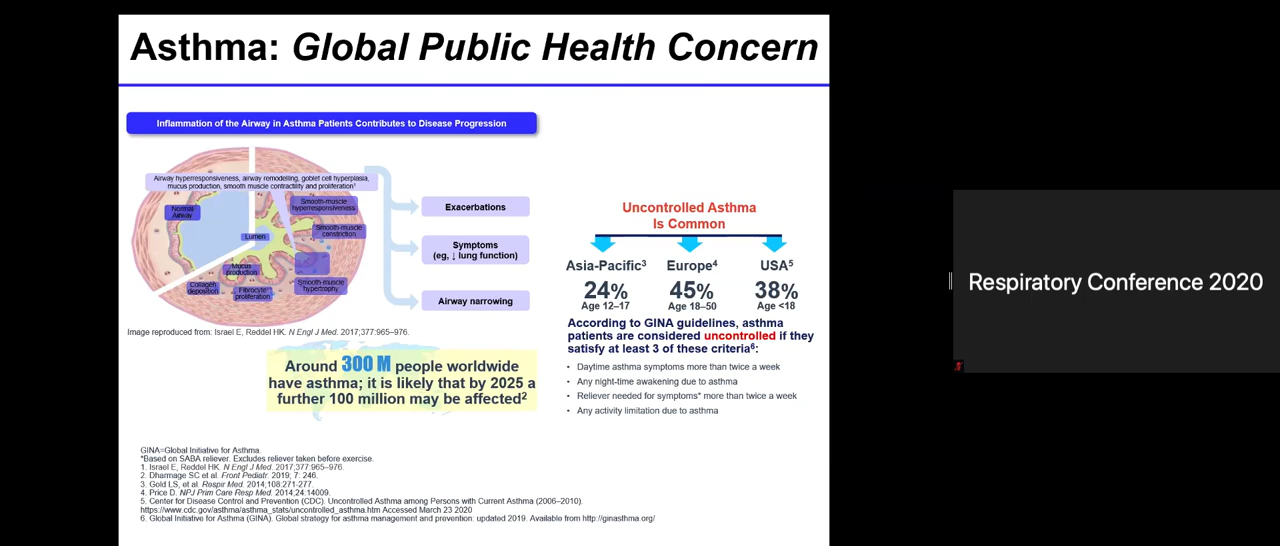 Asthma: Global Public Health Concern
Inflammation of the Airway in Asthma Patients Contributes to Disease Progression
Airway hyperresponsiveness, airway remodelling, goblet cell hyperplasia,
mucus production, smooth muscle contractility and proliferation¹
Normal
Airway
Lumen
Smooth-muscle
hyperresponsiveness
Smooth-muscle
constriction
Mucus
production
Collagen
deposition
Fibrocyte
proliferation
Smooth-muscle
hypertrophy
Exacerbations
Symptoms
(eg, ↓ lung function)
Airway narrowing
Image reproduced from: Israel E, Reddel HK. N Engl J Med. 2017;377:965–976.
Around 300 M people worldwide
have asthma; it is likely that by 2025 a
further 100 million may be affected²
Uncontrolled Asthma
Is Common
Asia-Pacific³
24%
Age 12–17
Europe⁴
45%
Age 18–50
USA⁵
38%
Age <18
According to GINA guidelines, asthma
patients are considered uncontrolled if they
satisfy at least 3 of these criteria⁶:
• Daytime asthma symptoms more than twice a week
• Any night-time awakening due to asthma
• Reliever needed for symptoms* more than twice a week
• Any activity limitation due to asthma
GINA=Global Initiative for Asthma.
*Based on SABA reliever. Excludes reliever taken before exercise.
1. Israel E, Reddel HK. N Engl J Med. 2017;377:965–976.
2. Dharmage SC et al. Front Pediatr. 2019; 7: 246.
3. Gold LS, et al. Respir Med. 2014;108:271-277.
4. Price D. NPJ Prim Care Resp Med. 2014;24:14009.
5. Center for Disease Control and Prevention (CDC). Uncontrolled Asthma among Persons with Current Asthma (2006–2010).
https://www.cdc.gov/asthma/asthma_stats/uncontrolled_asthma.htm Accessed March 23 2020
6. Global Initiative for Asthma (GINA). Global strategy for asthma management and prevention: updated 2019. Available from http://ginasthma.org/
Respiratory Conference 2020